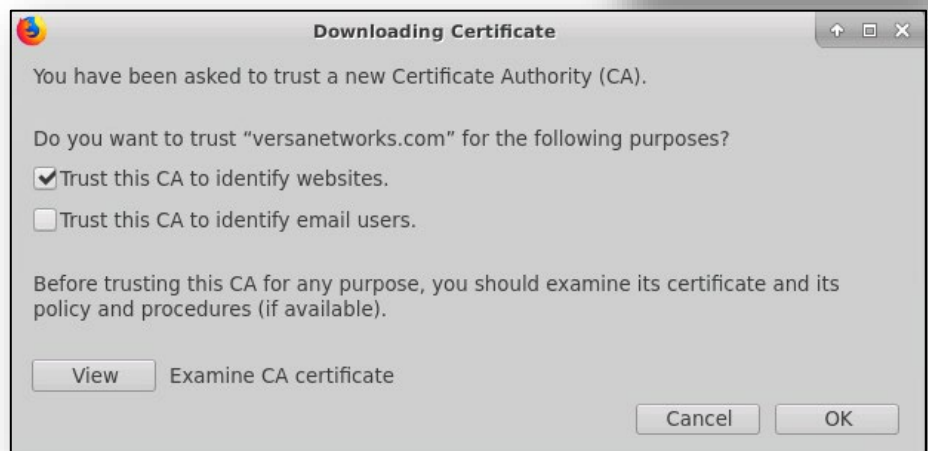 Downloading Certificate
You have been asked to trust a new Certificate Authority (CA).
Do you want to trust “versanetworks.com” for the following purposes?
Trust this CA to identify websites.
Trust this CA to identify email users.
Before trusting this CA for any purpose, you should examine its certificate and its
policy and procedures (if available).
View Examine CA certificate
Cancel OK